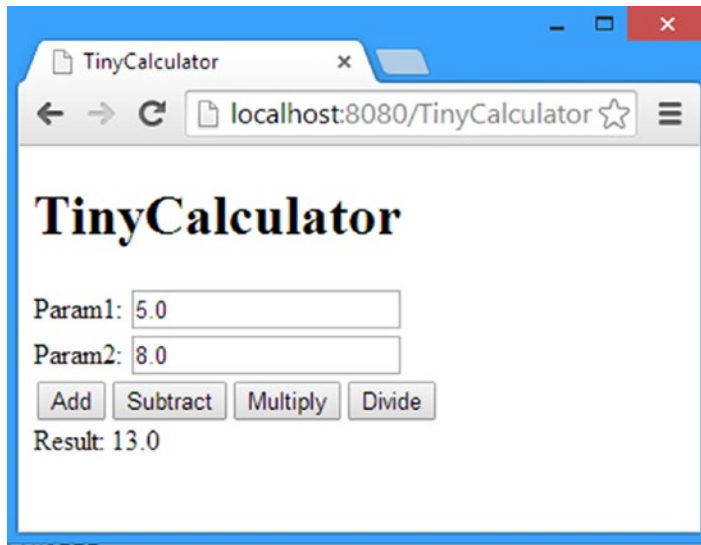 TinyCalculator
localhost:8080/TinyCalculator
TinyCalculator
Param1: 5.0
Param2: 8.0
Add Subtract Multiply Divide
Result: 13.0